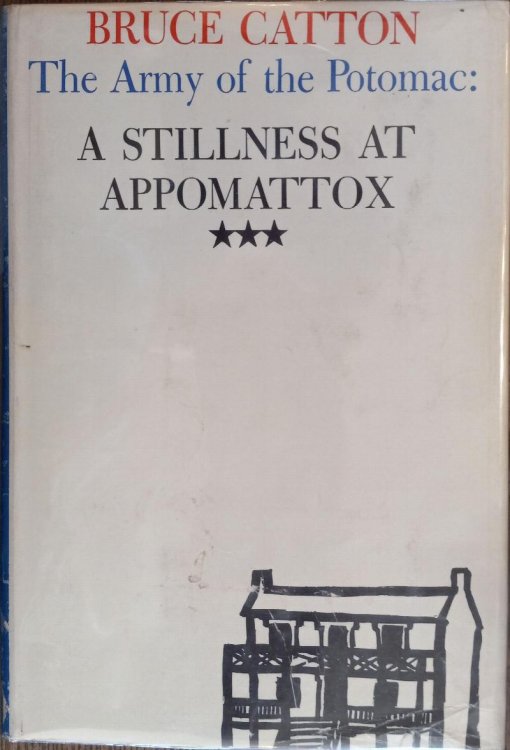 BRUCE CATTON
The Army of the Potomac:
A STILLNESS AT
APPOMATTOX
★★★